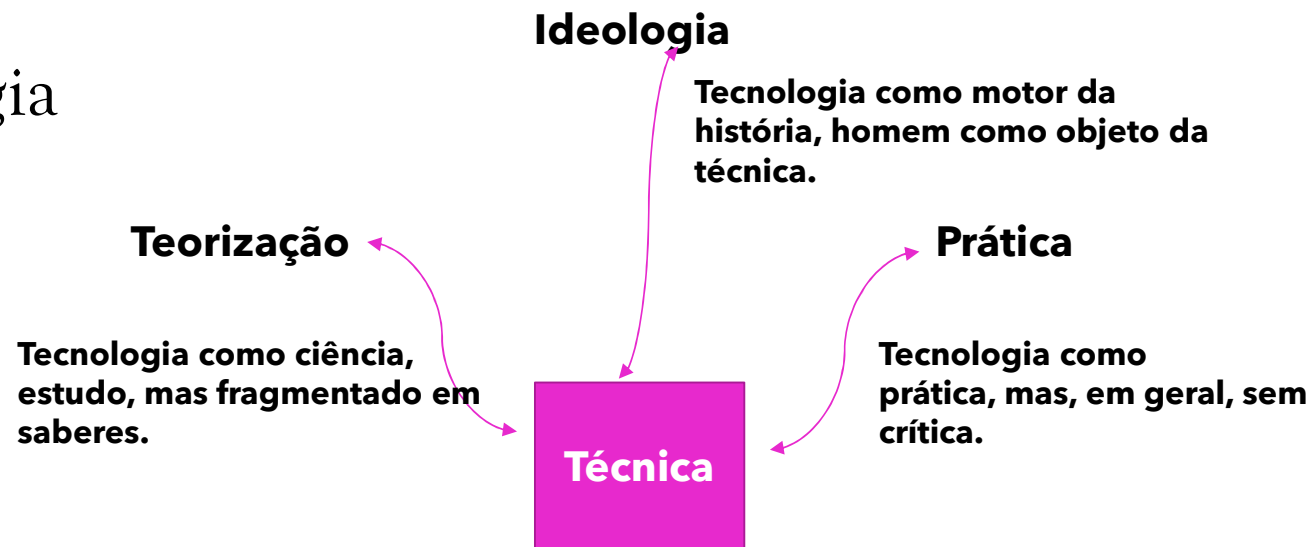 Ideologia
gia
Tecnologia como motor da
história, homem como objeto da
técnica.
Teorização
Prática
Tecnologia como ciência,
estudo, mas fragmentado em
saberes.
Tecnologia como
prática, mas, em geral, sem
crítica.
Técnica